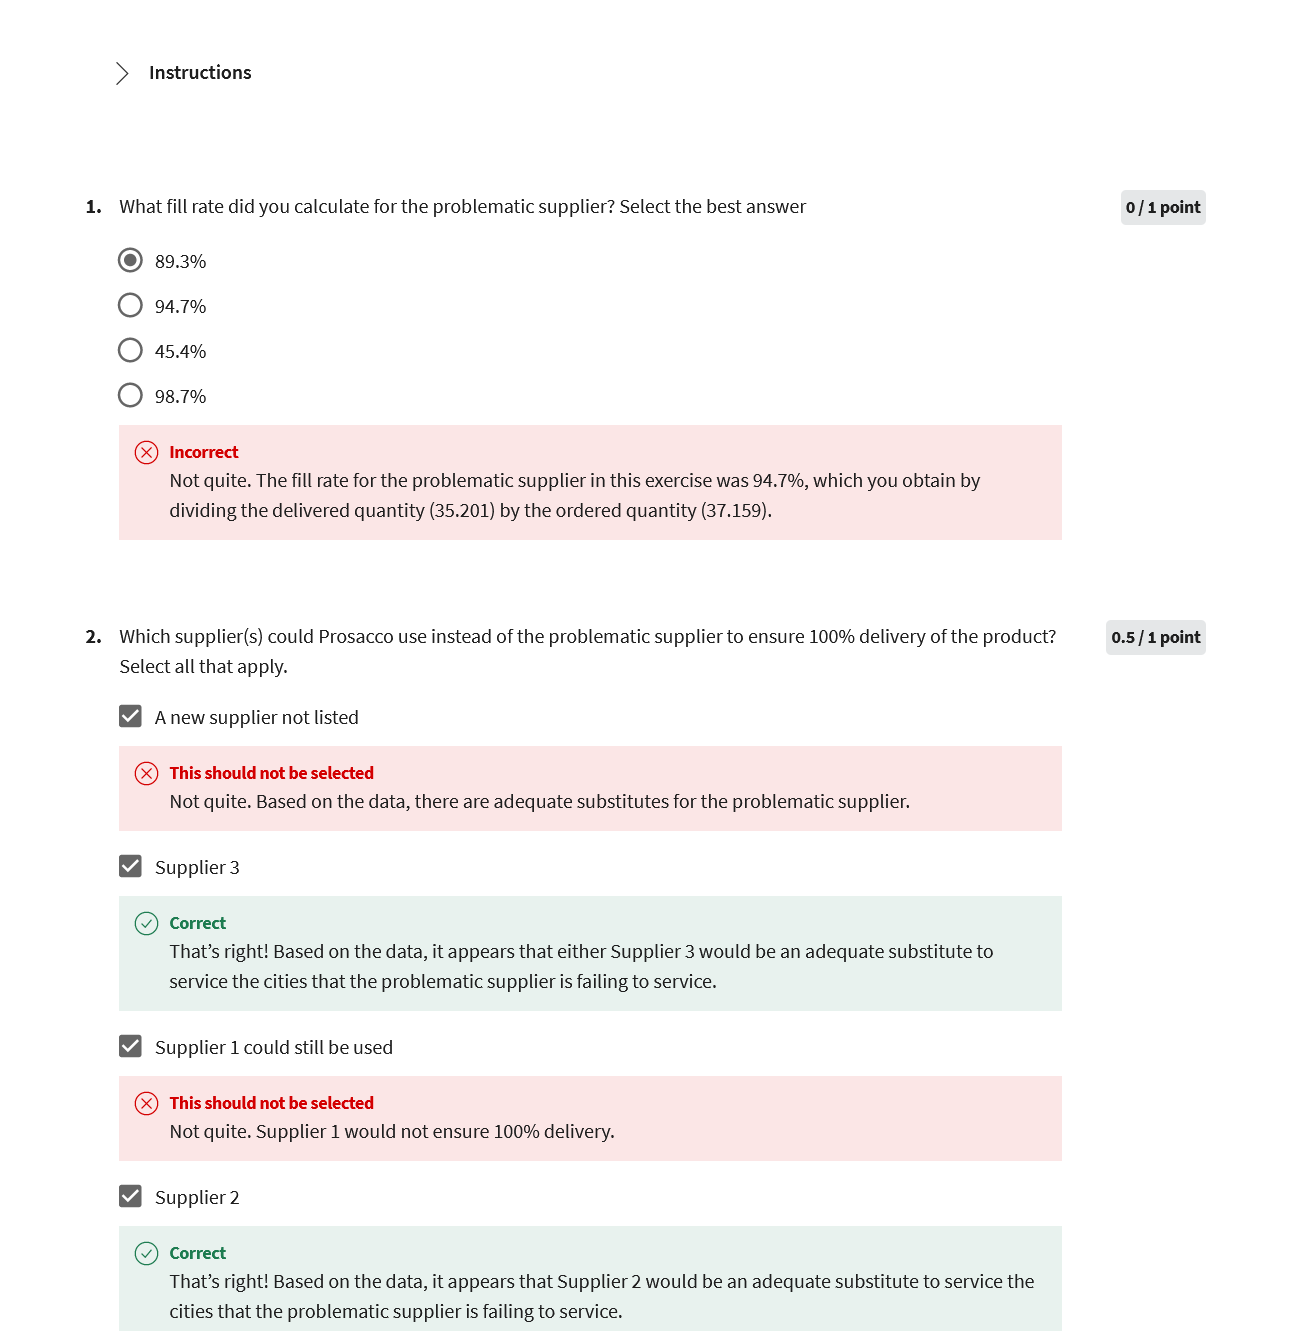 Instructions
1. What fill rate did you calculate for the problematic supplier? Select the best answer
0 / 1 point
89.3%
94.7%
45.4%
98.7%
Incorrect
Not quite. The fill rate for the problematic supplier in this exercise was 94.7%, which you obtain by
dividing the delivered quantity (35.201) by the ordered quantity (37.159).
2. Which supplier(s) could Prosacco use instead of the problematic supplier to ensure 100% delivery of the product?
Select all that apply.
0.5 / 1 point
A new supplier not listed
This should not be selected
Not quite. Based on the data, there are adequate substitutes for the problematic supplier.
Supplier 3
Correct
That’s right! Based on the data, it appears that either Supplier 3 would be an adequate substitute to
service the cities that the problematic supplier is failing to service.
Supplier 1 could still be used
This should not be selected
Not quite. Supplier 1 would not ensure 100% delivery.
Supplier 2
Correct
That’s right! Based on the data, it appears that Supplier 2 would be an adequate substitute to service the
cities that the problematic supplier is failing to service.